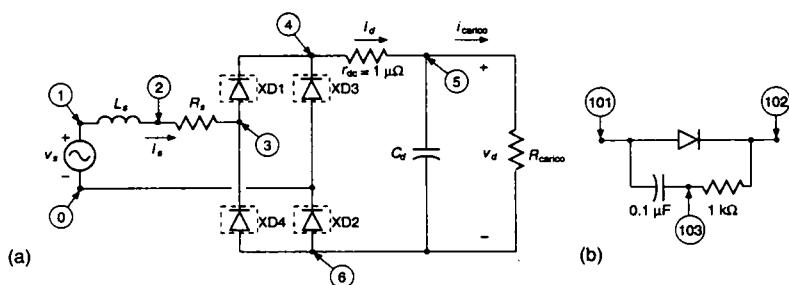 4
I_d
i_carico
r_dc = 1 μΩ
5
1
L_s
2
R_s
XD1
XD3
+
+
v_s
i_s
3
C_d
v_d
R_carico
−
0
XD4
XD2
−
6
(a)
101
102
0.1 μF
1 kΩ
103
(b)